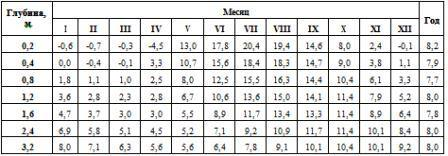 Глубина, м. Месяц Год
I II III IV V VI VII VIII IX X XI XII
0,2 -0,6 -0,7 -0,3 -4,5 13,0 17,8 20,4 19,4 14,6 8,0 2,4 -0,1 8,2
0,4 0,0 -0,4 -0,1 3,3 10,7 15,6 18,4 18,3 14,7 9,0 3,8 1,1 7,9
0,8 1,8 1,1 1,0 2,5 8,0 12,5 15,5 16,3 14,4 10,4 6,1 3,3 7,7
1,2 3,6 2,8 2,3 2,8 6,7 10,6 13,6 15,0 14,1 11,4 7,9 5,2 8,0
1,6 4,7 3,7 3,0 3,0 5,5 8,9 11,7 13,4 13,3 11,4 8,9 6,4 7,8
2,4 6,9 5,8 5,1 4,5 5,2 7,1 9,2 10,9 11,7 11,4 10,1 8,4 8,0
3,2 8,0 7,1 6,3 5,6 5,6 6,4 7,8 9,1 10,1 10,4 10,1 9,2 8,0